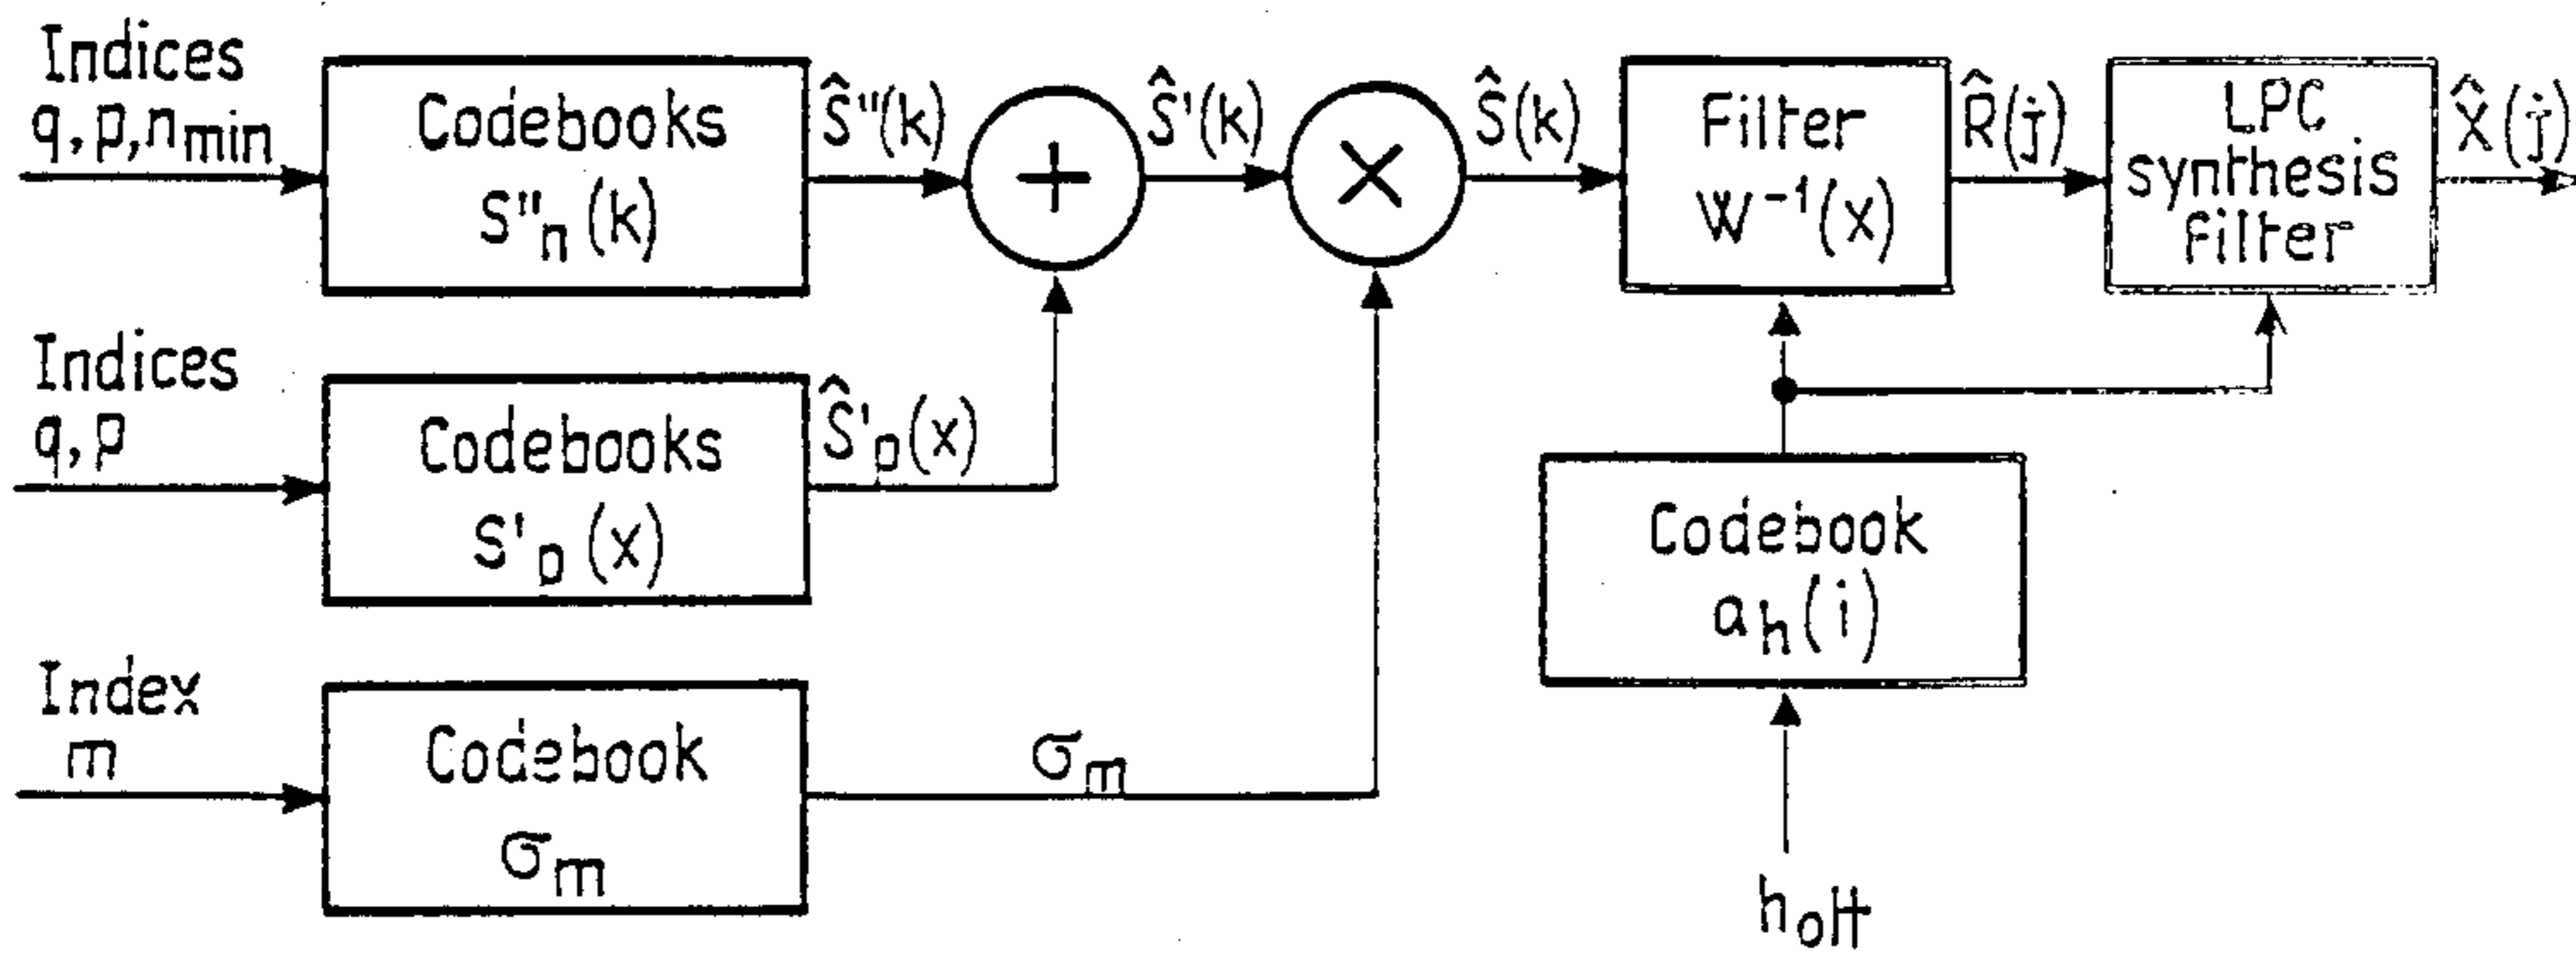 Indices
q, p, n_min
Codebooks
S"_n (k)
Ŝ"(k)
+
Ŝ'(k)
×
Ŝ(k)
Filter
W⁻¹(x)
R̂(j)
LPC
synthesis
filter
X̂(j)
Indices
q, p
Codebooks
S'_p (x)
Ŝ'_p(x)
Codebook
a_h(i)
Index
m
Codebook
σ_m
σ_m
h_ott